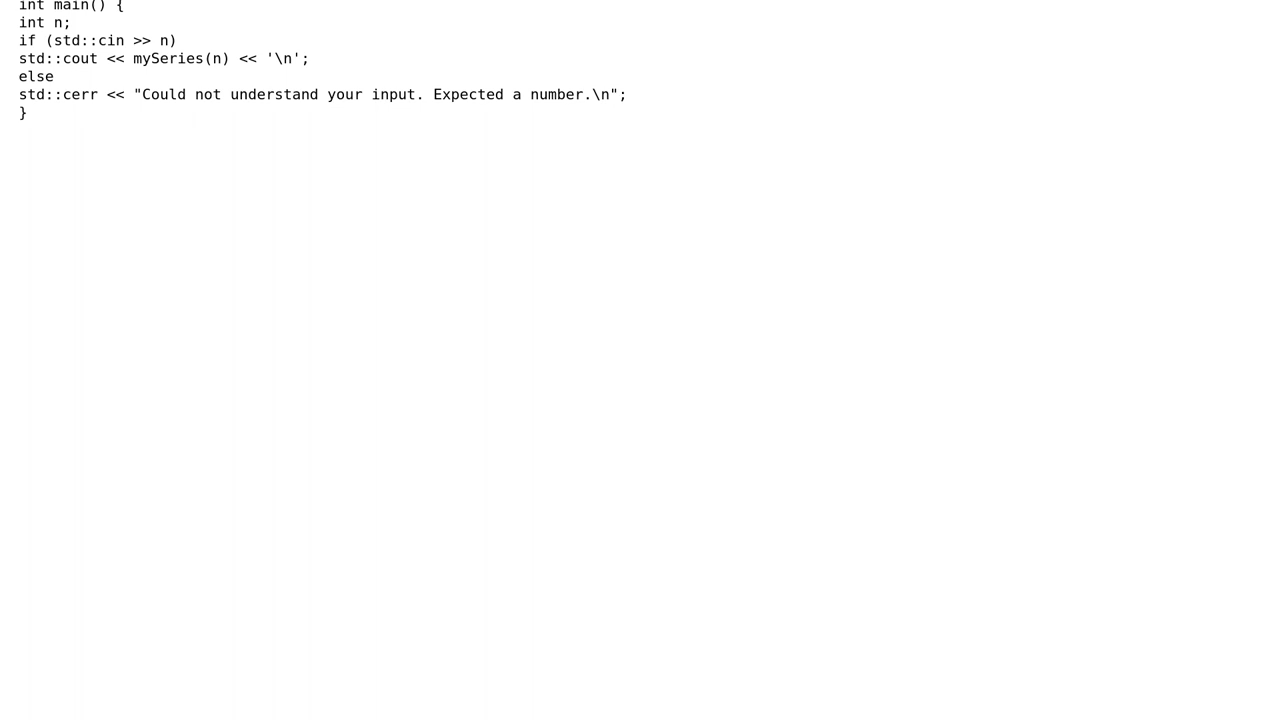 int main() {
int n;
if (std::cin >> n)
std::cout << mySeries(n) << '\n';
else
std::cerr << "Could not understand your input. Expected a number.\n";
}